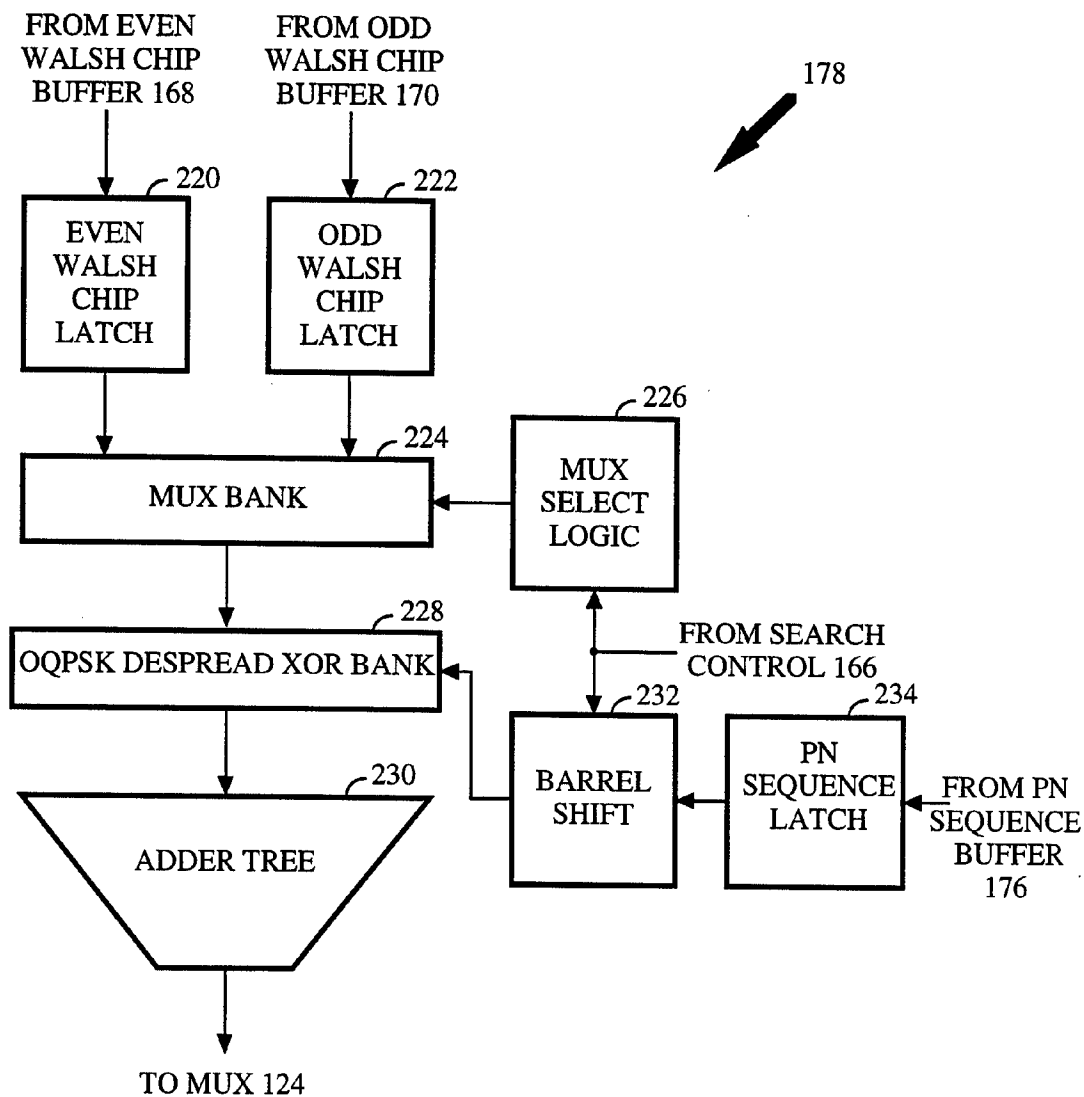 FROM EVEN
WALSH CHIP
BUFFER 168
FROM ODD
WALSH CHIP
BUFFER 170
178
220
EVEN
WALSH
CHIP
LATCH
222
ODD
WALSH
CHIP
LATCH
224
MUX BANK
226
MUX
SELECT
LOGIC
228
OQPSK DESPREAD XOR BANK
FROM SEARCH
CONTROL 166
232
BARREL
SHIFT
234
PN
SEQUENCE
LATCH
FROM PN
SEQUENCE
BUFFER
176
230
ADDER TREE
TO MUX 124